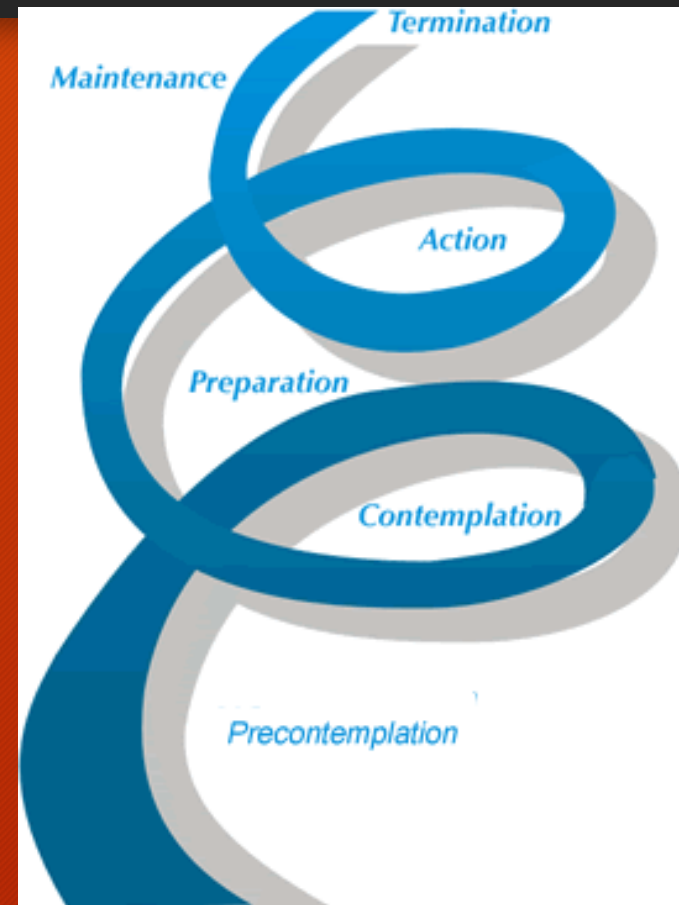 Termination
Maintenance
Action
Preparation
Contemplation
Precontemplation